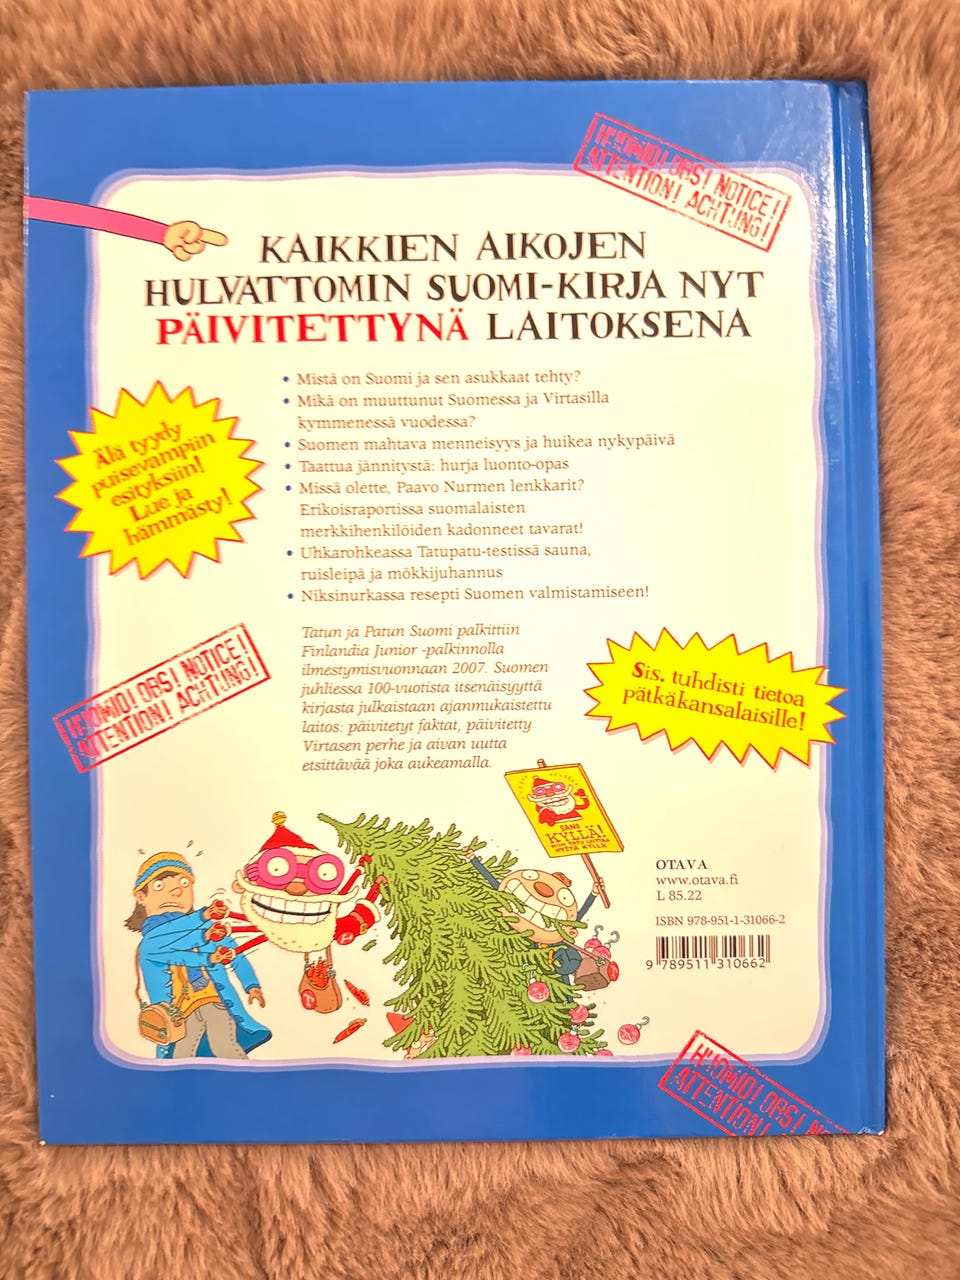 HUOMIO! OBS! NOTICE!
ATTENTION! ACHTUNG!
KAIKKIEN AIKOJEN
HULVATTOMIN SUOMI-KIRJA NYT
PÄIVITETTYNÄ LAITOKSENA
• Mistä on Suomi ja sen asukkaat tehty?
• Mikä on muuttunut Suomessa ja Virtasilla
kymmenessä vuodessa?
• Suomen mahtava menneisyys ja huikea nykypäivä
• Taattua jännitystä: hurja luonto-opas
• Missä olette, Paavo Nurmen lenkkarit?
Erikoisraportissa suomalaisten
merkkihenkilöiden kadonneet tavarat!
• Uhkarohkeassa Tatupatu-testissä sauna,
ruisleipä ja mökkijuhannus
• Niksinurkassa resepti Suomen valmistamiseen!
Älä tyydy
puisevampiin
esityksiin!
Lue ja
hämmästy!
Tatun ja Patun Suomi palkittiin
Finlandia Junior -palkinnolla
ilmestymisvuonnaan 2007. Suomen
juhliessa 100-vuotista itsenäisyyttä
kirjasta julkaistaan ajanmukaistettu
laitos: päivitetyt faktat, päivitetty
Virtasen perhe ja aivan uutta
etsittävää joka aukeamalla.
HUOMIO! OBS! NOTICE!
ATTENTION! ACHTUNG!
Sis. tuhdisti tietoa
pätkäkansalaisille!
SANO
KYLLÄ!
KYLLÄ
P
T
T
OTAVA
www.otava.fi
L 85.22
ISBN 978-951-1-31066-2
9 789511 310662
HUOMIO! OBS! N
ATTENTION! A